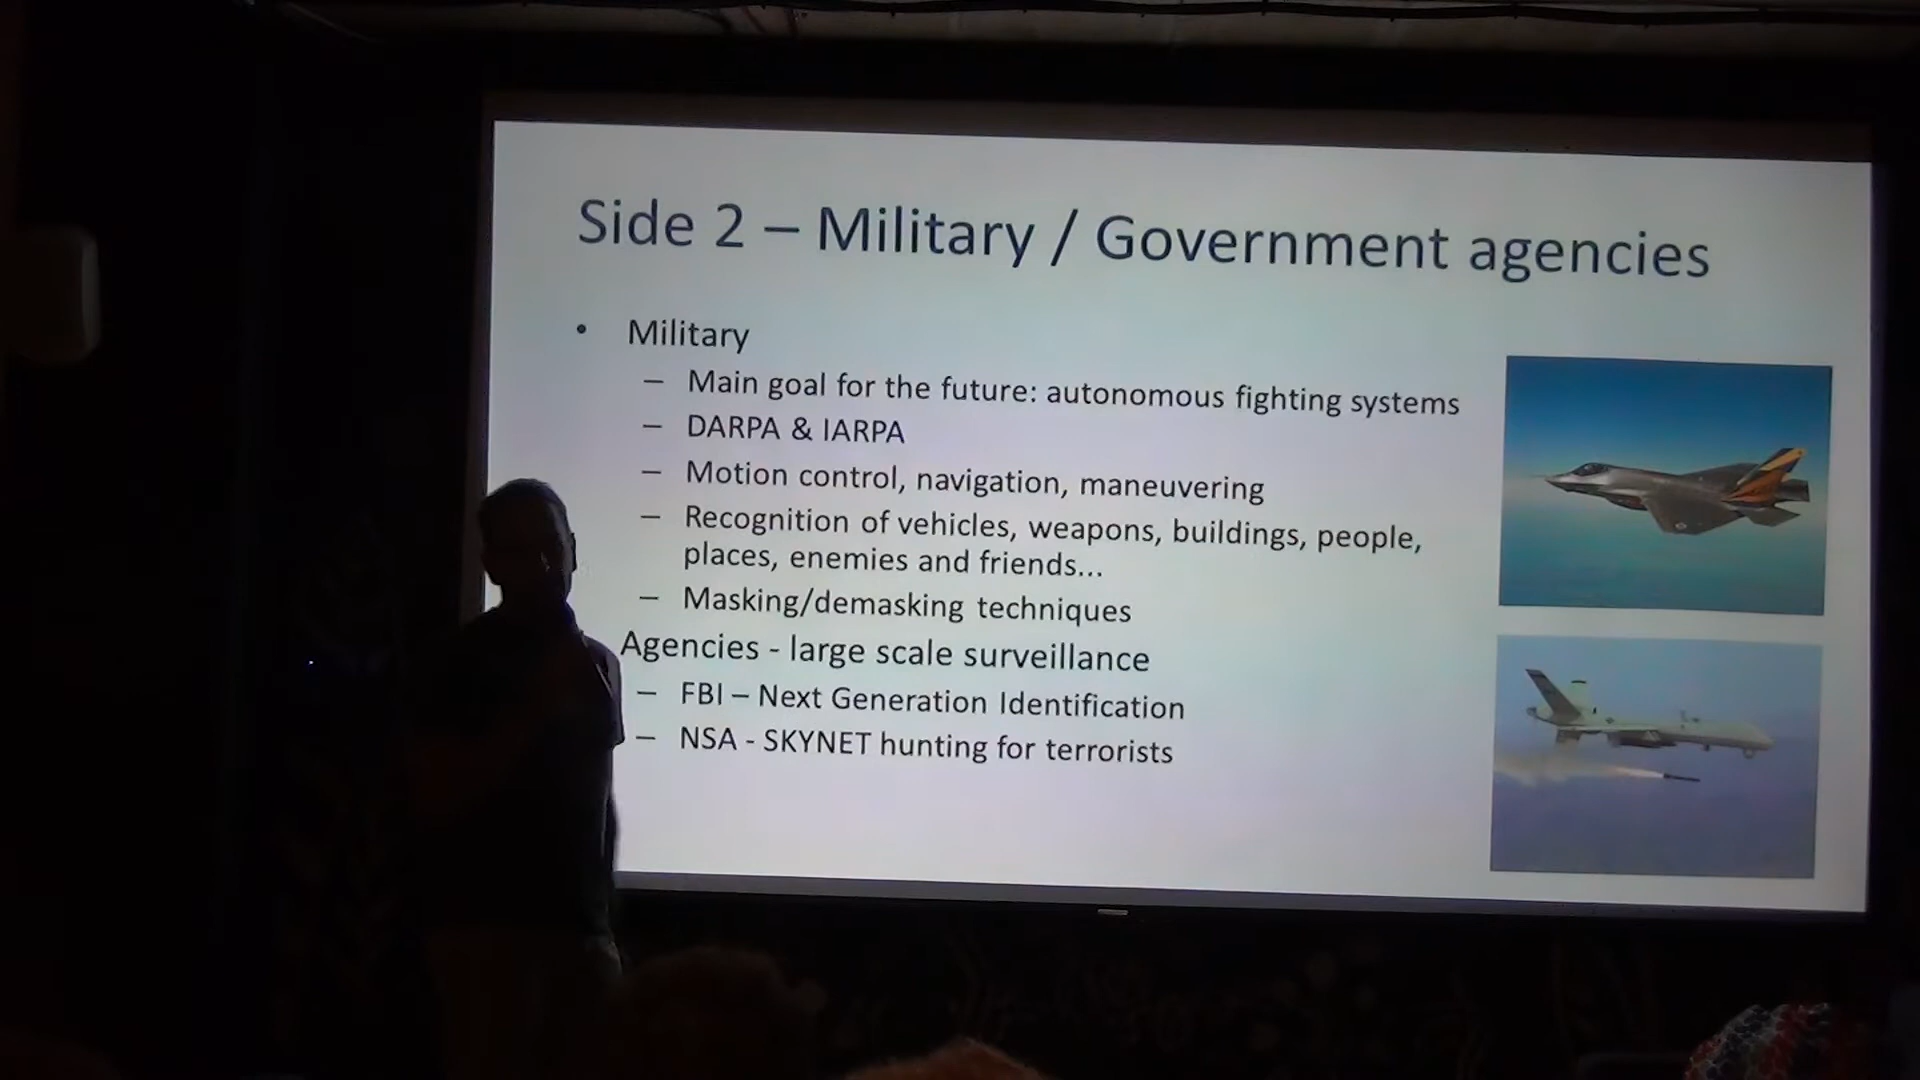 Side 2 – Military / Government agencies
• Military
– Main goal for the future: autonomous fighting systems
– DARPA & IARPA
– Motion control, navigation, maneuvering
– Recognition of vehicles, weapons, buildings, people,
places, enemies and friends...
– Masking/demasking techniques
Agencies - large scale surveillance
– FBI – Next Generation Identification
– NSA - SKYNET hunting for terrorists